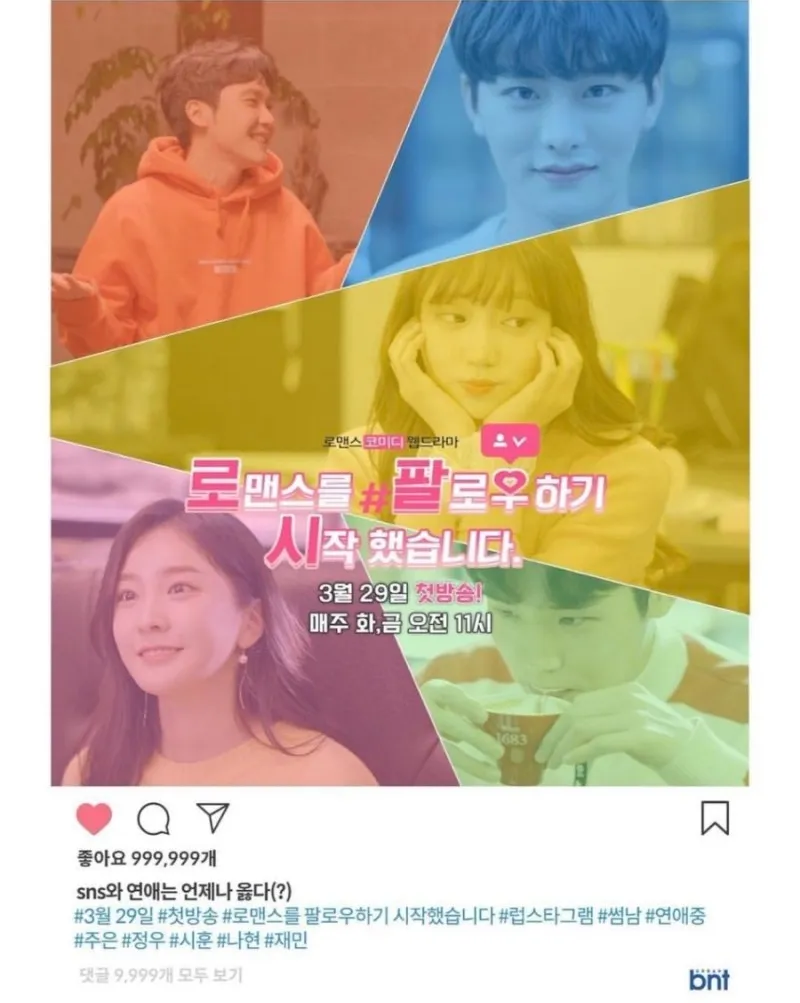 로맨스 코미디 웹드라마
로맨스를 #팔로우하기
시작 했습니다.
3월 29일 첫방송!
매주 화,금 오전 11시
1683
좋아요 999,999개
sns와 연애는 언제나 옳다(?)
#3월 29일 #첫방송 #로맨스를 팔로우하기 시작했습니다 #럽스타그램 #썸남 #연애중
#주은 #정우 #시훈 #나현 #재민
댓글 9,999개 모두 보기
bnt